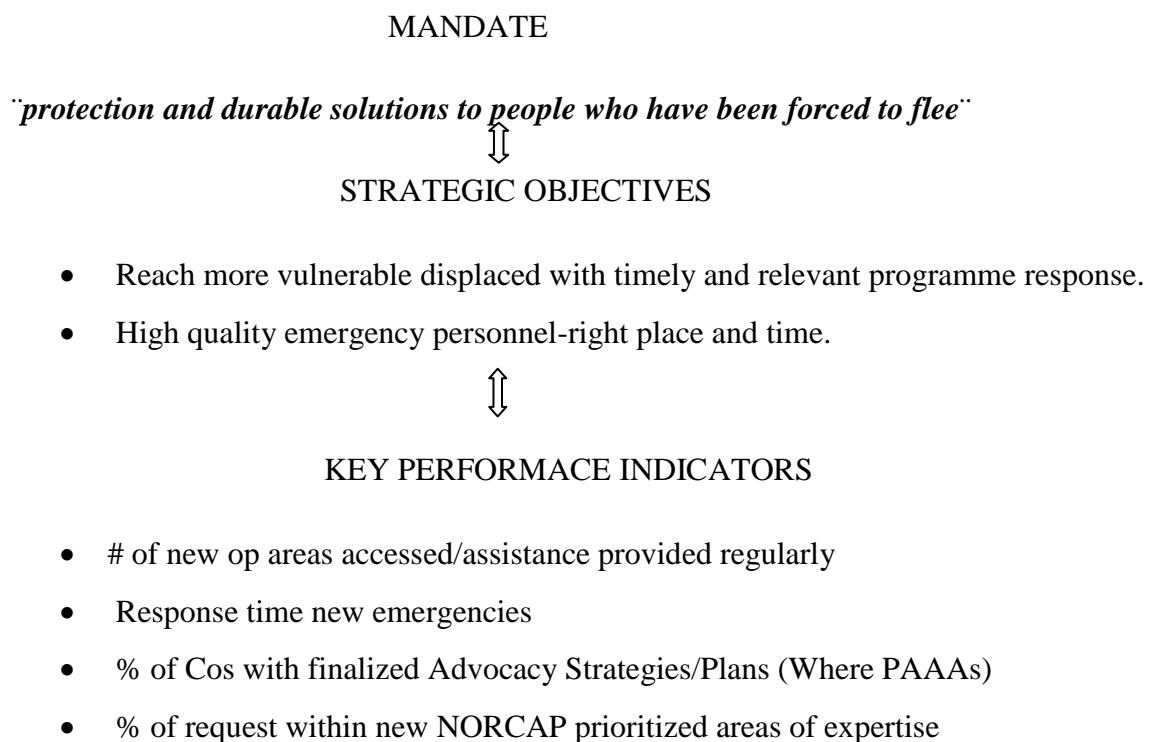 MANDATE
¨protection and durable solutions to people who have been forced to flee¨
STRATEGIC OBJECTIVES
• Reach more vulnerable displaced with timely and relevant programme response.
• High quality emergency personnel-right place and time.
KEY PERFORMACE INDICATORS
• # of new op areas accessed/assistance provided regularly
• Response time new emergencies
• % of Cos with finalized Advocacy Strategies/Plans (Where PAAAs)
• % of request within new NORCAP prioritized areas of expertise